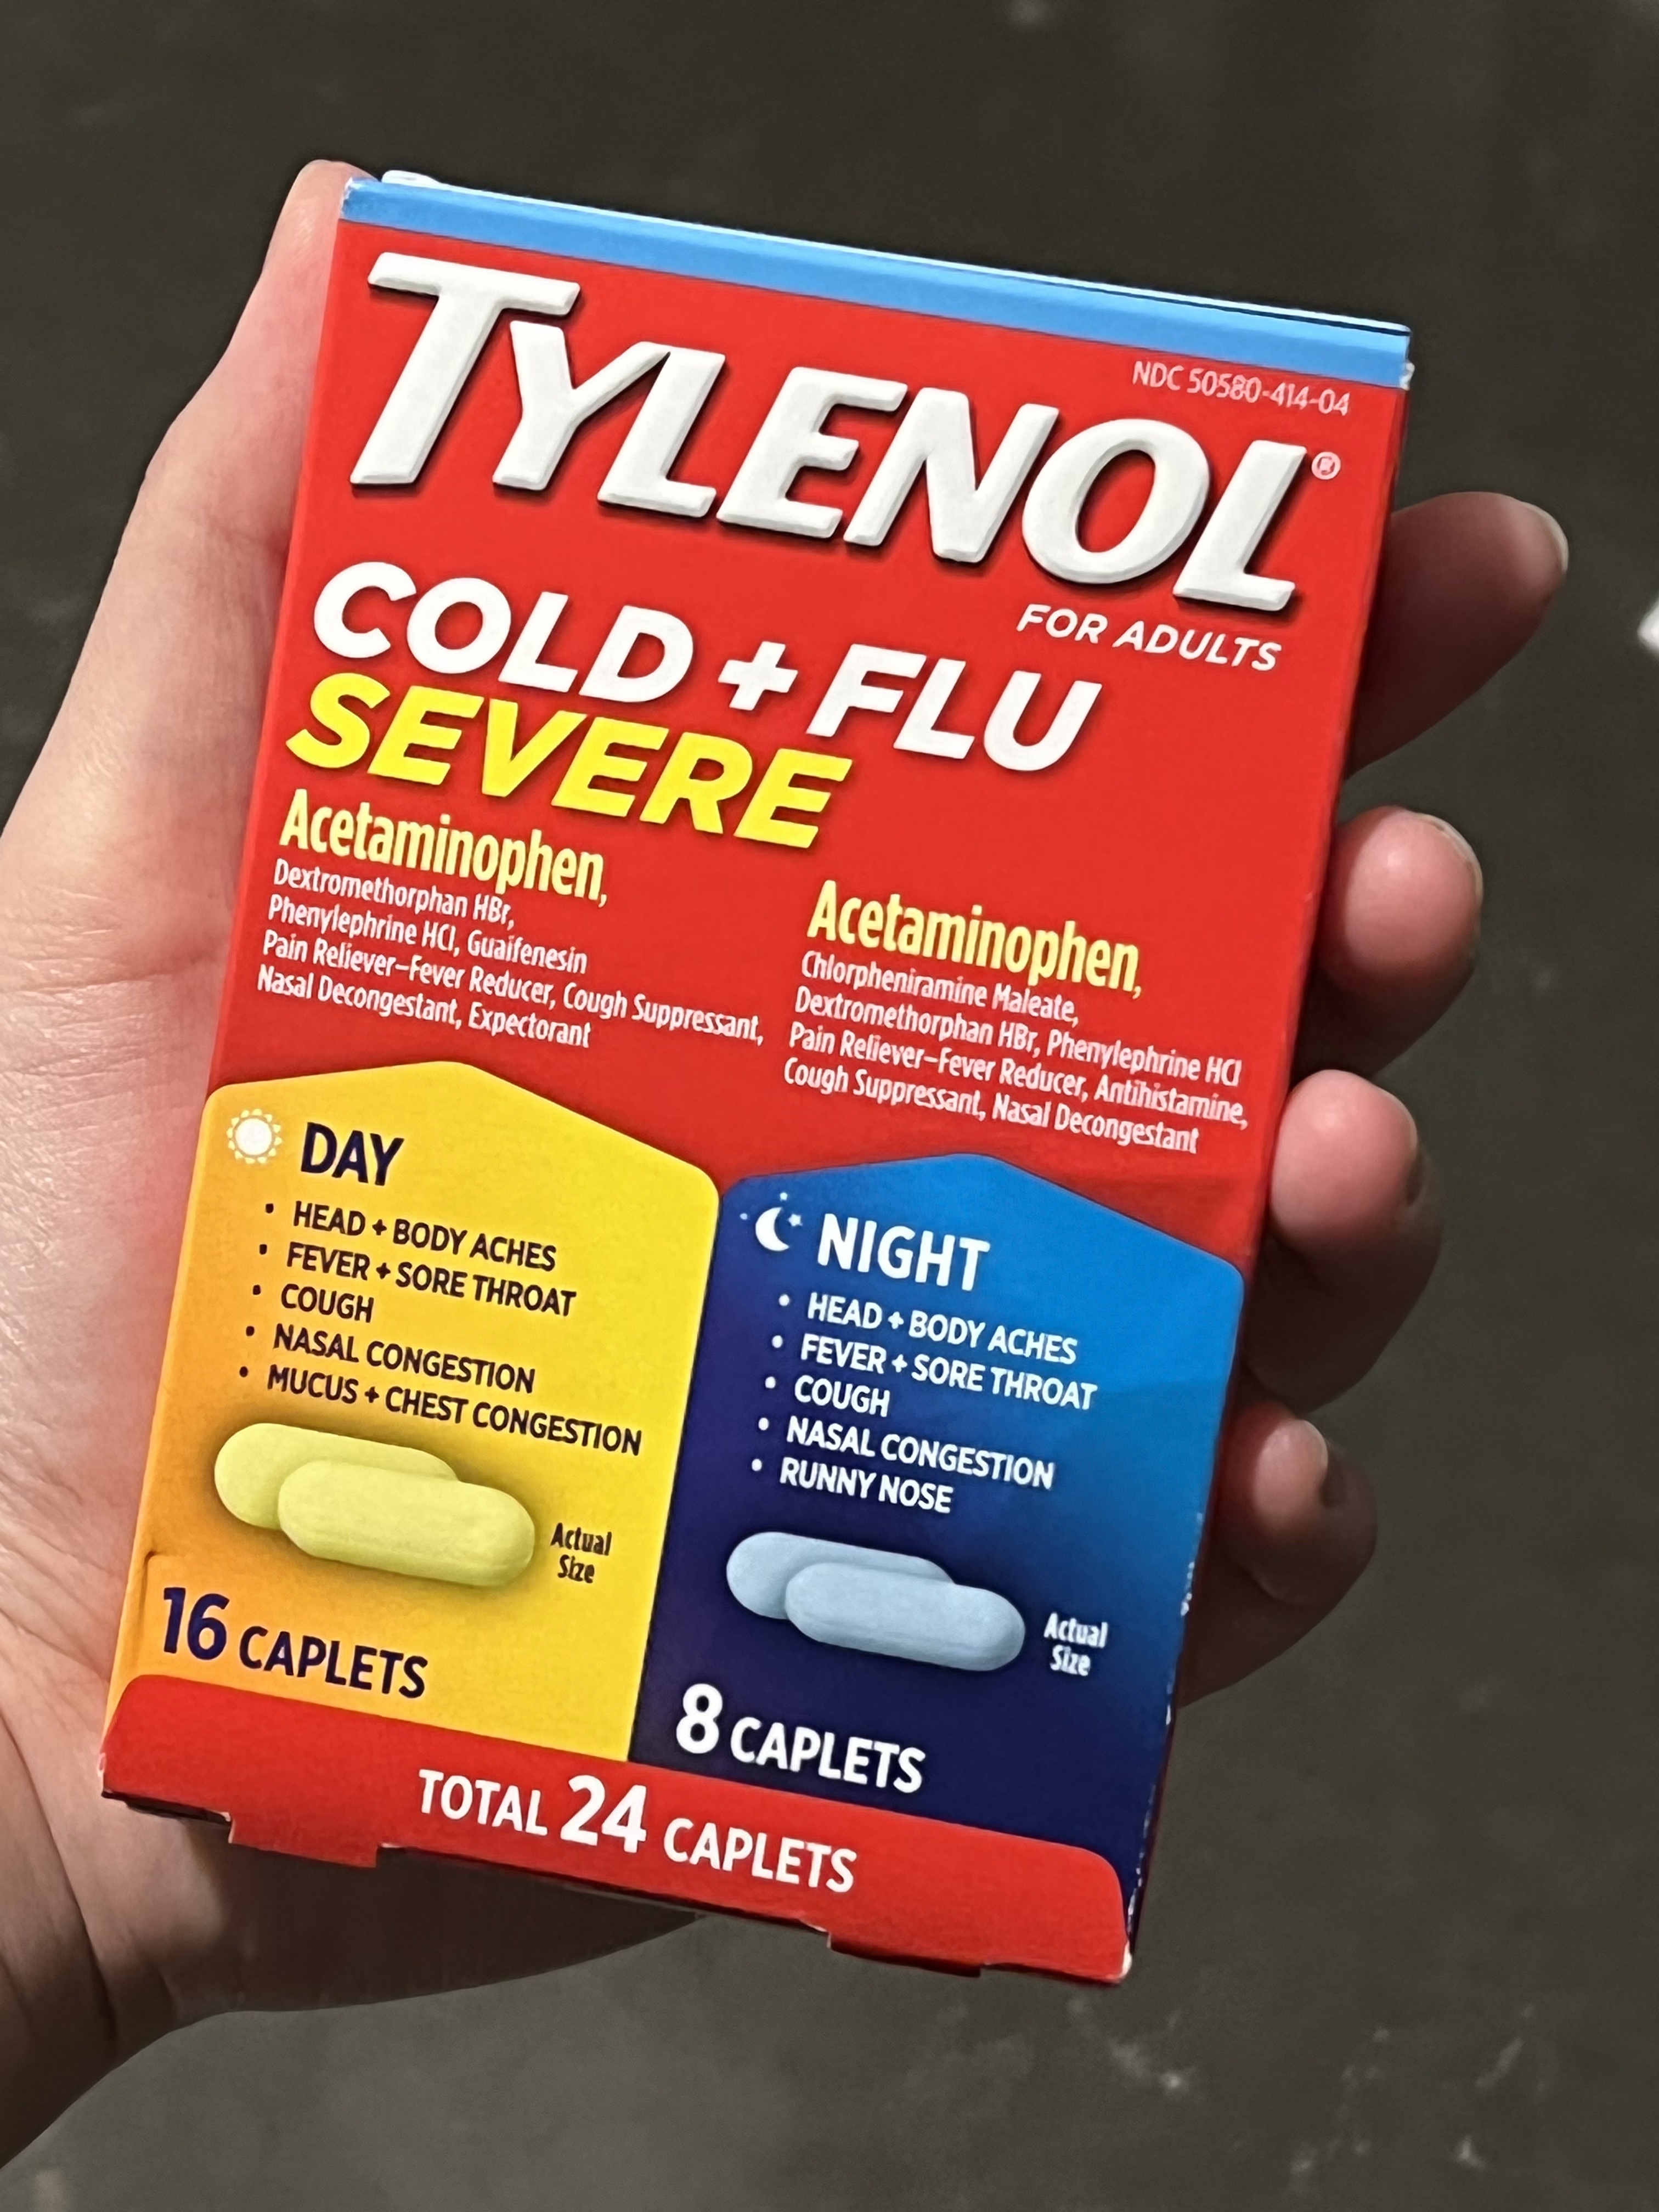 NDC 50580-414-04
TYLENOL®
FOR ADULTS
COLD + FLU
SEVERE
Acetaminophen,
Dextromethorphan HBr,
Phenylephrine HCl, Guaifenesin
Pain Reliever–Fever Reducer, Cough Suppressant,
Nasal Decongestant, Expectorant
Acetaminophen,
Chlorpheniramine Maleate,
Dextromethorphan HBr, Phenylephrine HCl
Pain Reliever–Fever Reducer, Antihistamine,
Cough Suppressant, Nasal Decongestant
DAY
• HEAD + BODY ACHES
• FEVER + SORE THROAT
• COUGH
• NASAL CONGESTION
• MUCUS + CHEST CONGESTION
Actual
Size
16 CAPLETS
NIGHT
• HEAD + BODY ACHES
• FEVER + SORE THROAT
• COUGH
• NASAL CONGESTION
• RUNNY NOSE
Actual
Size
8 CAPLETS
TOTAL 24 CAPLETS